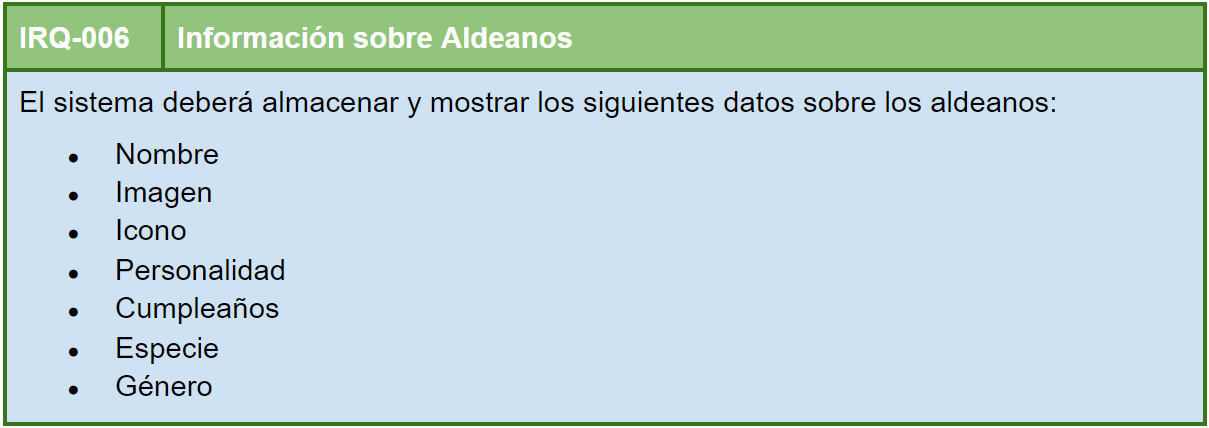 IRQ-006 Información sobre Aldeanos
El sistema deberá almacenar y mostrar los siguientes datos sobre los aldeanos:
● Nombre
● Imagen
● Icono
● Personalidad
● Cumpleaños
● Especie
● Género